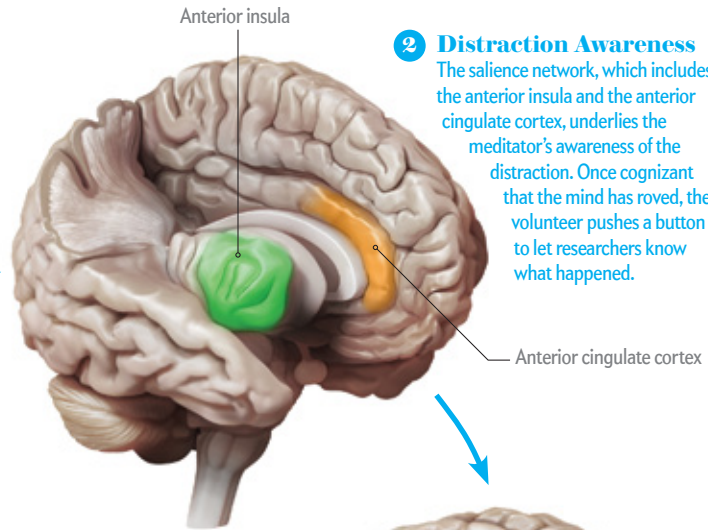 Anterior insula
2 Distraction Awareness
The salience network, which includes
the anterior insula and the anterior
cingulate cortex, underlies the
meditator's awareness of the
distraction. Once cognizant
that the mind has roved, the
volunteer pushes a button
to let researchers know
what happened.
Anterior cingulate cortex